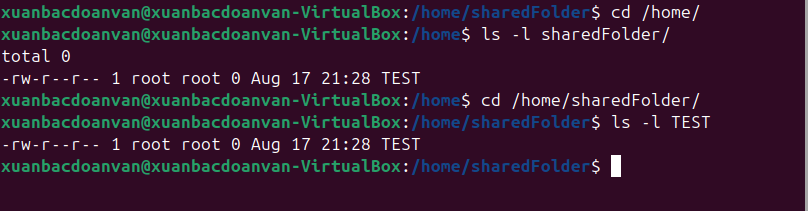 xuanbacdoanvan@xuanbacdoanvan-VirtualBox:/home/sharedFolder$ cd /home/
xuanbacdoanvan@xuanbacdoanvan-VirtualBox:/home$ ls -l sharedFolder/
total 0
-rw-r--r-- 1 root root 0 Aug 17 21:28 TEST
xuanbacdoanvan@xuanbacdoanvan-VirtualBox:/home$ cd /home/sharedFolder/
xuanbacdoanvan@xuanbacdoanvan-VirtualBox:/home/sharedFolder$ ls -l TEST
-rw-r--r-- 1 root root 0 Aug 17 21:28 TEST
xuanbacdoanvan@xuanbacdoanvan-VirtualBox:/home/sharedFolder$